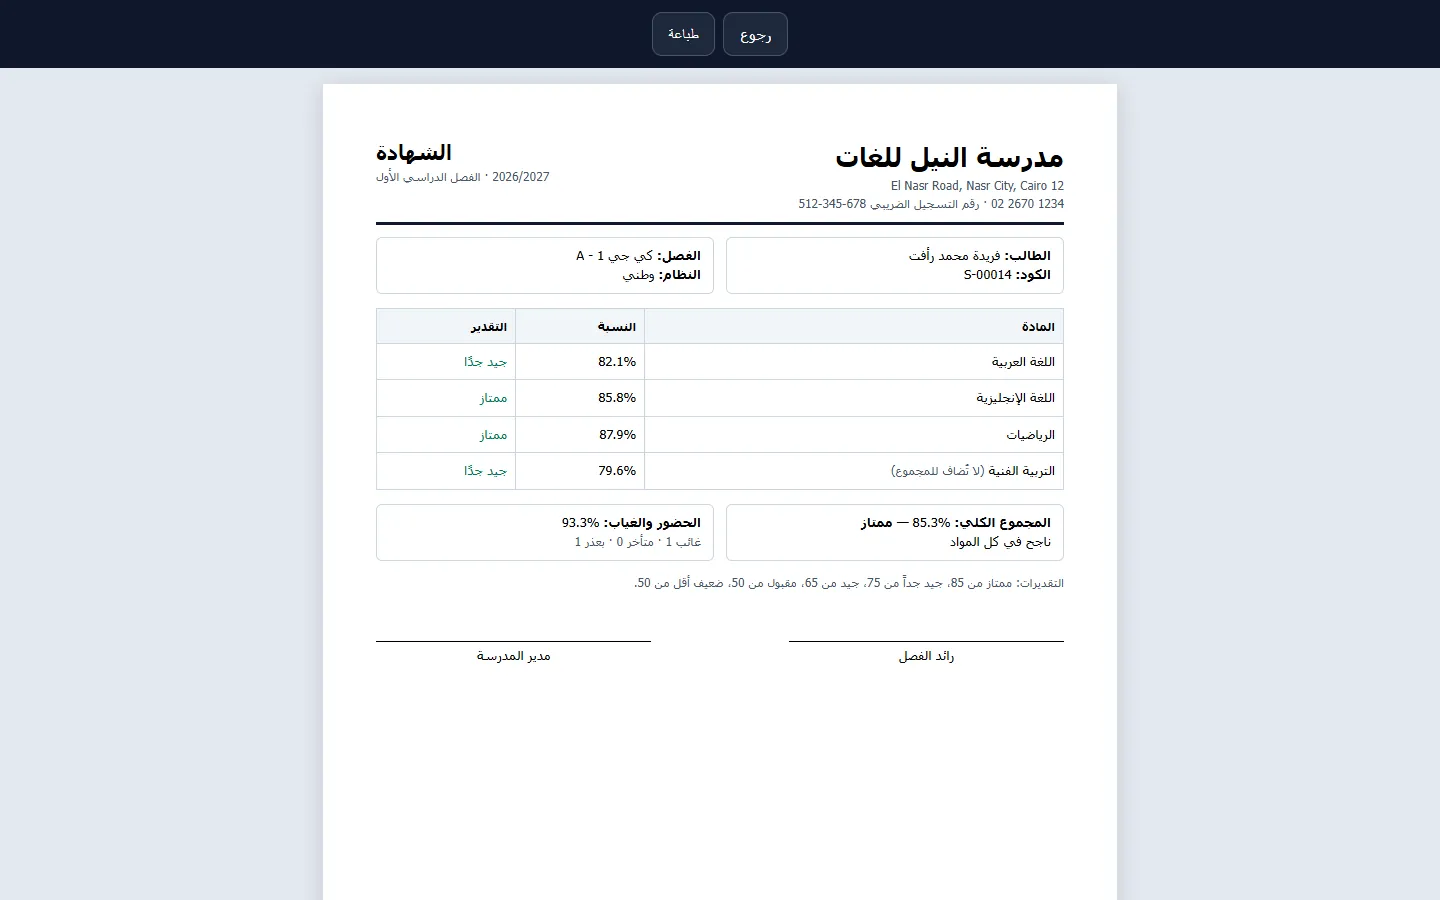 رجوع
طباعة
مدرسة النيل للغات
12 El Nasr Road, Nasr City, Cairo
02 2670 1234 · رقم التسجيل الضريبي 512-345-678
الشهادة
2026/2027 · الفصل الدراسي الأول
الطالب: فريدة محمد رأفت
الكود: S-00014
الفصل: كي جي 1 - A
النظام: وطني
المادة النسبة التقدير
اللغة العربية 82.1% جيد جدًا
اللغة الإنجليزية 85.8% ممتاز
الرياضيات 87.9% ممتاز
التربية الفنية (لا تُضاف للمجموع) 79.6% جيد جدًا
المجموع الكلي: 85.3% — ممتاز
ناجح في كل المواد
الحضور والغياب: 93.3%
غائب 1 · متأخر 0 · بعذر 1
التقديرات: ممتاز من 85، جيد جداً من 75، جيد من 65، مقبول من 50، ضعيف أقل من 50.
رائد الفصل
مدير المدرسة